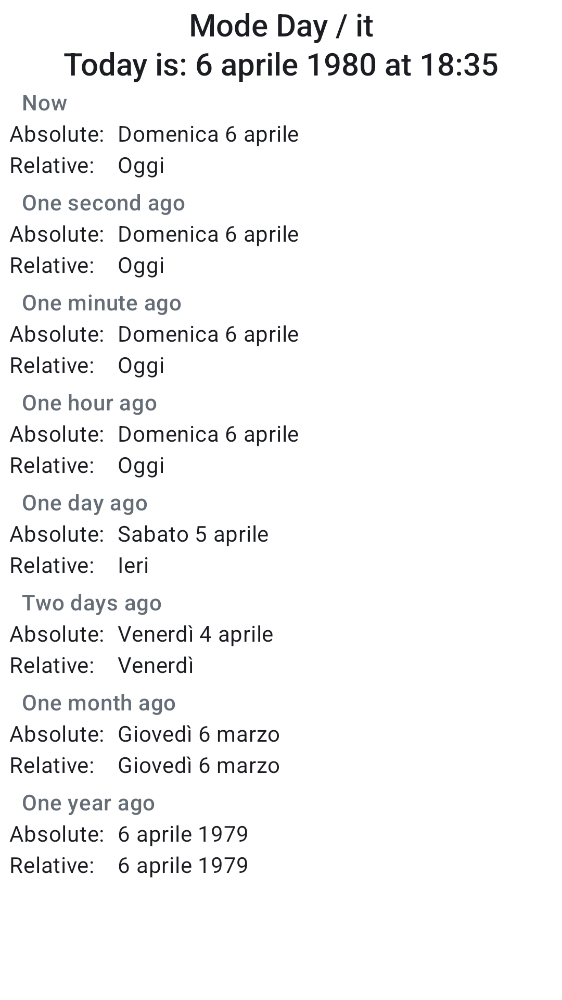 Mode Day / it
Today is: 6 aprile 1980 at 18:35
Now
Absolute: Domenica 6 aprile
Relative: Oggi
One second ago
Absolute: Domenica 6 aprile
Relative: Oggi
One minute ago
Absolute: Domenica 6 aprile
Relative: Oggi
One hour ago
Absolute: Domenica 6 aprile
Relative: Oggi
One day ago
Absolute: Sabato 5 aprile
Relative: Ieri
Two days ago
Absolute: Venerdì 4 aprile
Relative: Venerdì
One month ago
Absolute: Giovedì 6 marzo
Relative: Giovedì 6 marzo
One year ago
Absolute: 6 aprile 1979
Relative: 6 aprile 1979